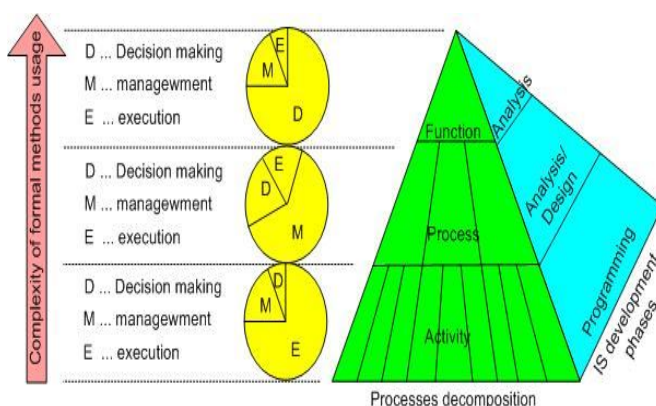 Complexity of formal methods usage
D ... Decision making
M ... managewment
E ... execution
E
M
D
D ... Decision making
M ... managewment
E ... execution
E
D
M
D ... Decision making
M ... managewment
E ... execution
D
M
E
Function
Process
Activity
Processes decomposition
Analysis
Analysis/
Design
Programming
IS development
phases